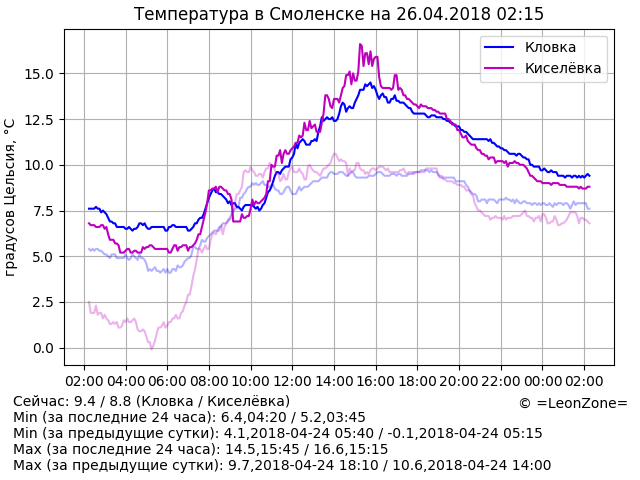 Температура в Смоленске на 26.04.2018 02:15
Кловка
Киселёвка
градусов Цельсия, °C
15.0
12.5
10.0
7.5
5.0
2.5
0.0
02:00 04:00 06:00 08:00 10:00 12:00 14:00 16:00 18:00 20:00 22:00 00:00 02:00
Сейчас: 9.4 / 8.8 (Кловка / Киселёвка)
© =LeonZone=
Min (за последние 24 часа): 6.4,04:20 / 5.2,03:45
Min (за предыдущие сутки): 4.1,2018-04-24 05:40 / -0.1,2018-04-24 05:15
Max (за последние 24 часа): 14.5,15:45 / 16.6,15:15
Max (за предыдущие сутки): 9.7,2018-04-24 18:10 / 10.6,2018-04-24 14:00